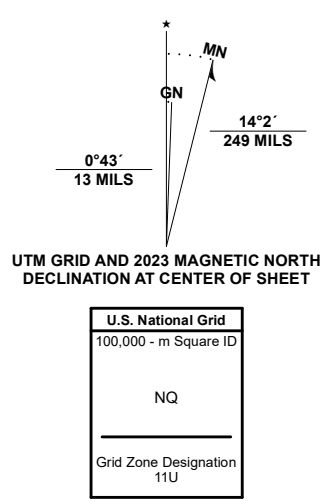 ★
MN
GN
14°2´
249 MILS
0°43´
13 MILS
UTM GRID AND 2023 MAGNETIC NORTH
DECLINATION AT CENTER OF SHEET
U.S. National Grid
100,000 - m Square ID
NQ
Grid Zone Designation
11U